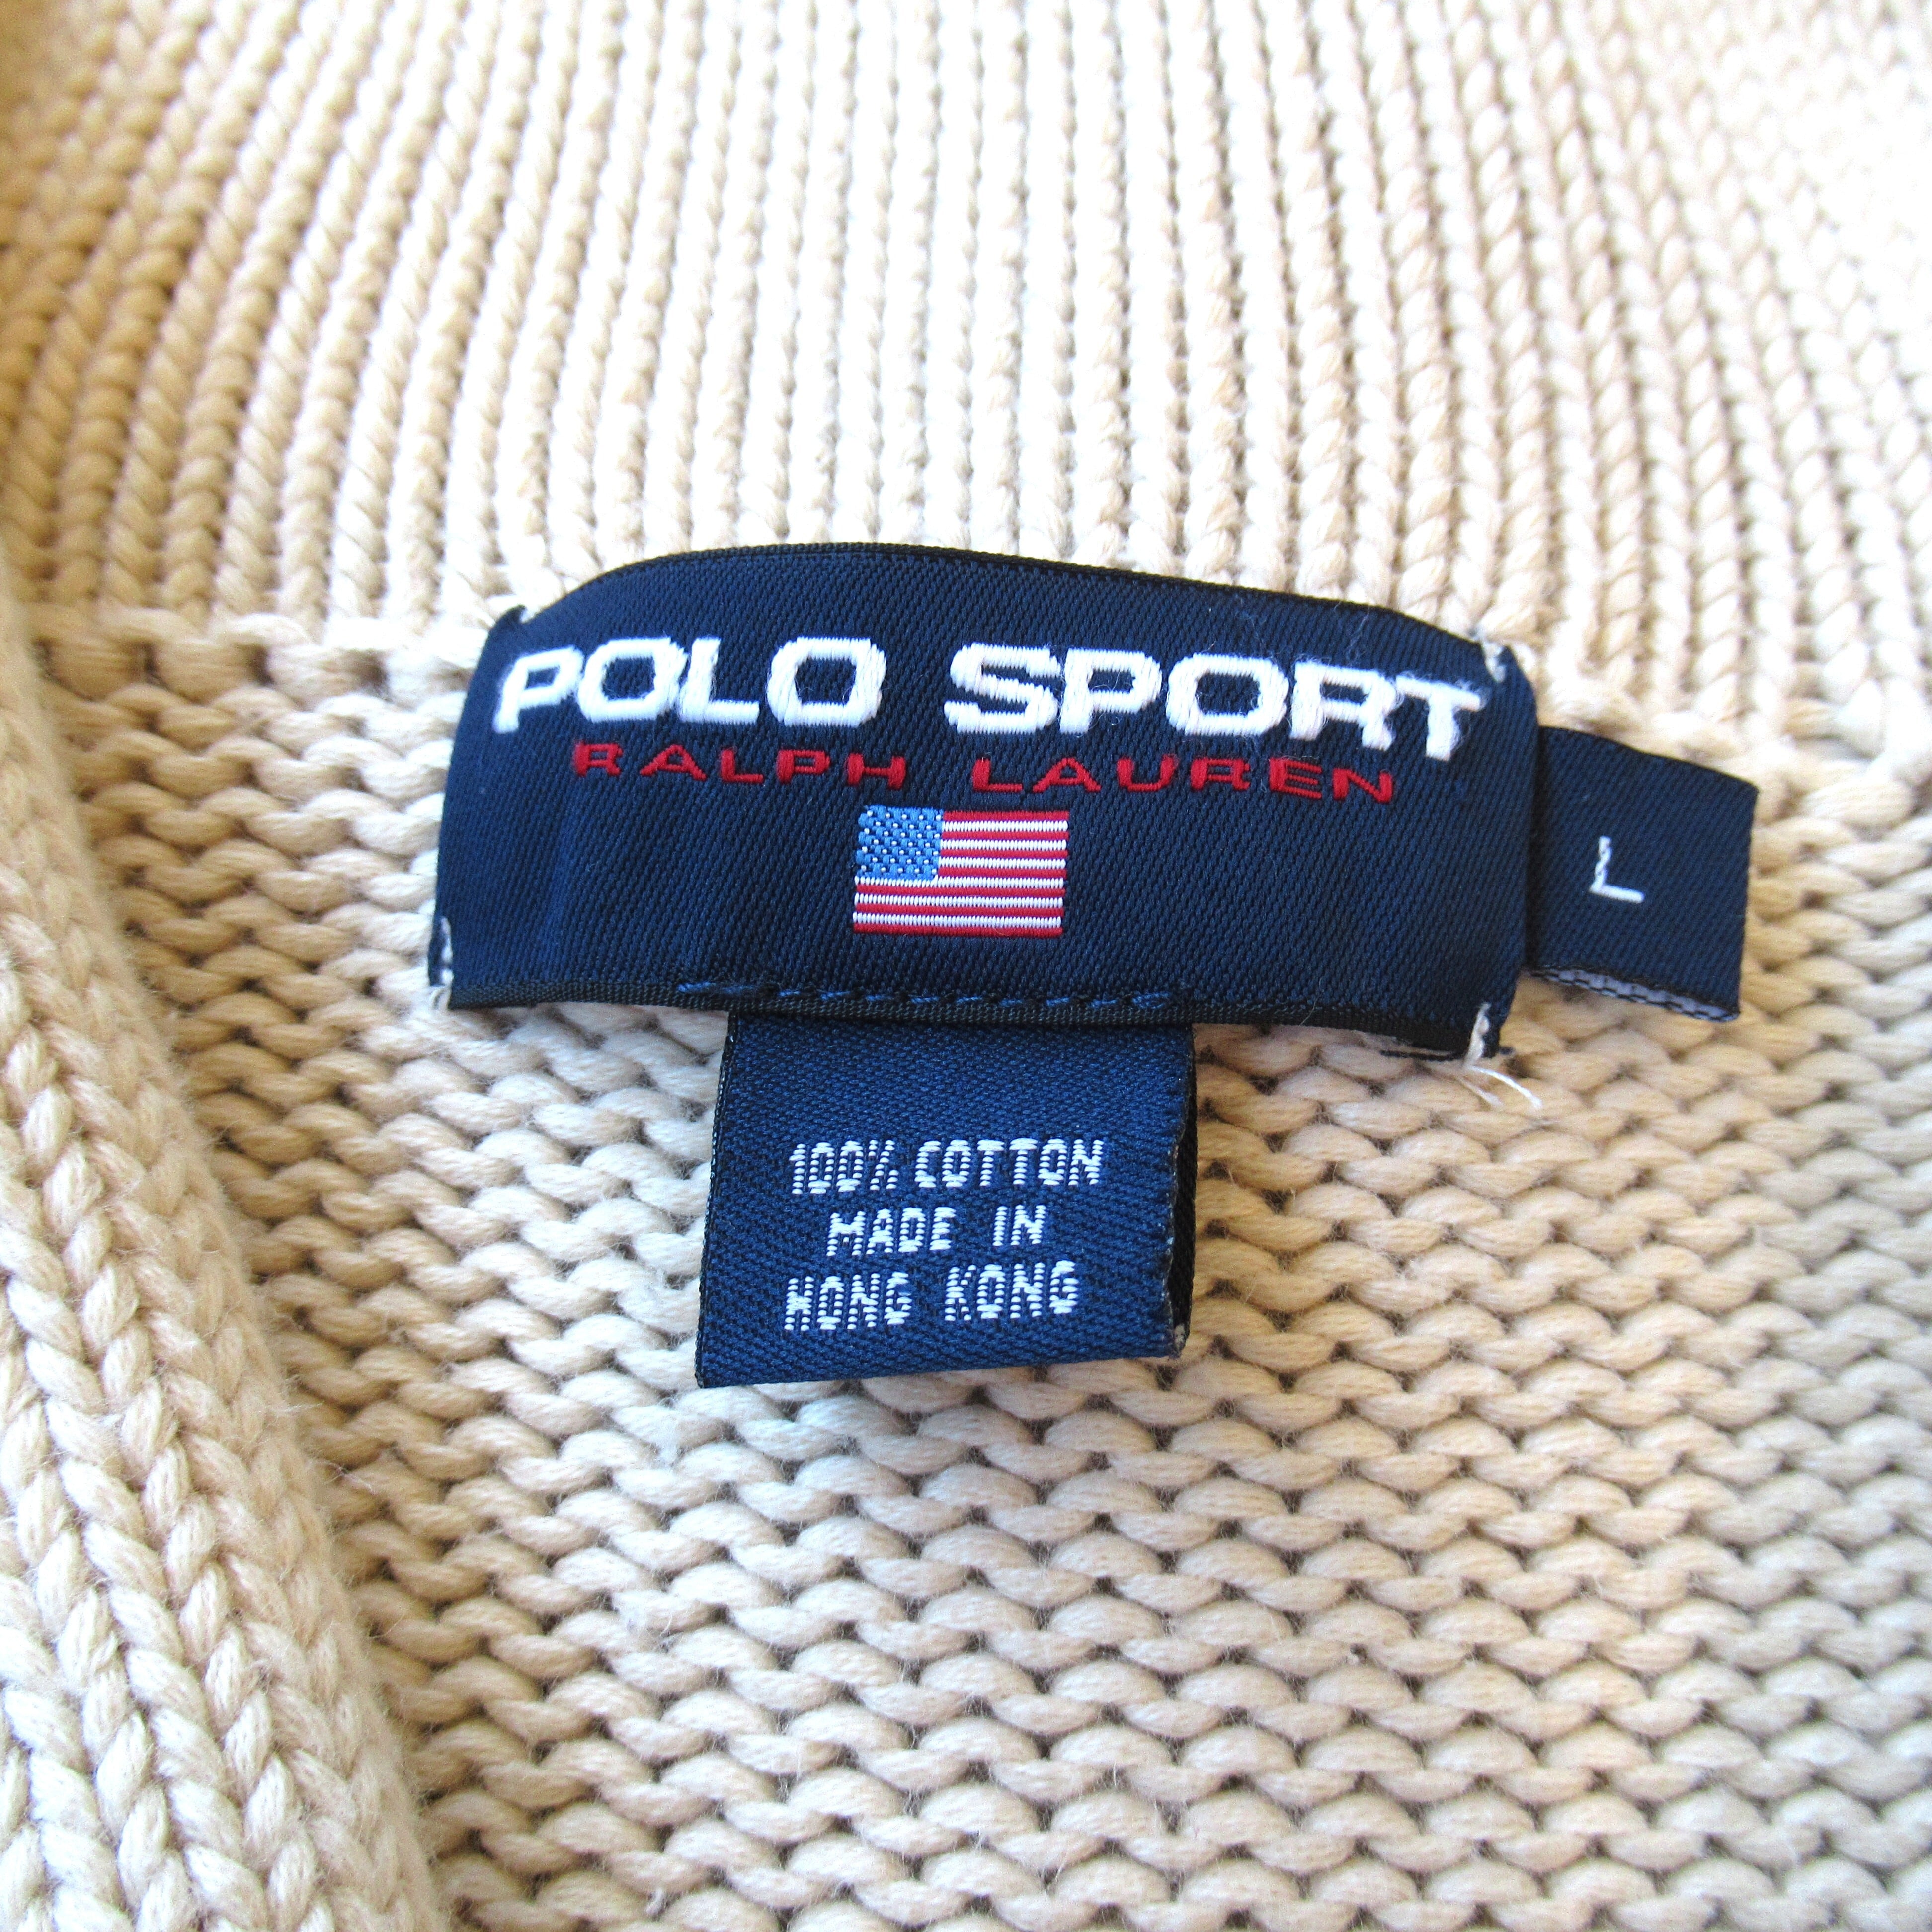 POLO SPORT
RALPH LAUREN
L
100% COTTON
MADE IN
HONG KONG